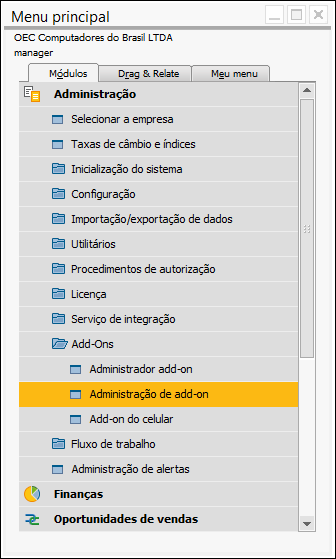 Menu principal
OEC Computadores do Brasil LTDA
manager
Módulos
Drag & Relate
Meu menu
Administração
Selecionar a empresa
Taxas de câmbio e índices
Inicialização do sistema
Configuração
Importação/exportação de dados
Utilitários
Procedimentos de autorização
Licença
Serviço de integração
Add-Ons
Administrador add-on
Administração de add-on
Add-on do celular
Fluxo de trabalho
Administração de alertas
Finanças
Oportunidades de vendas